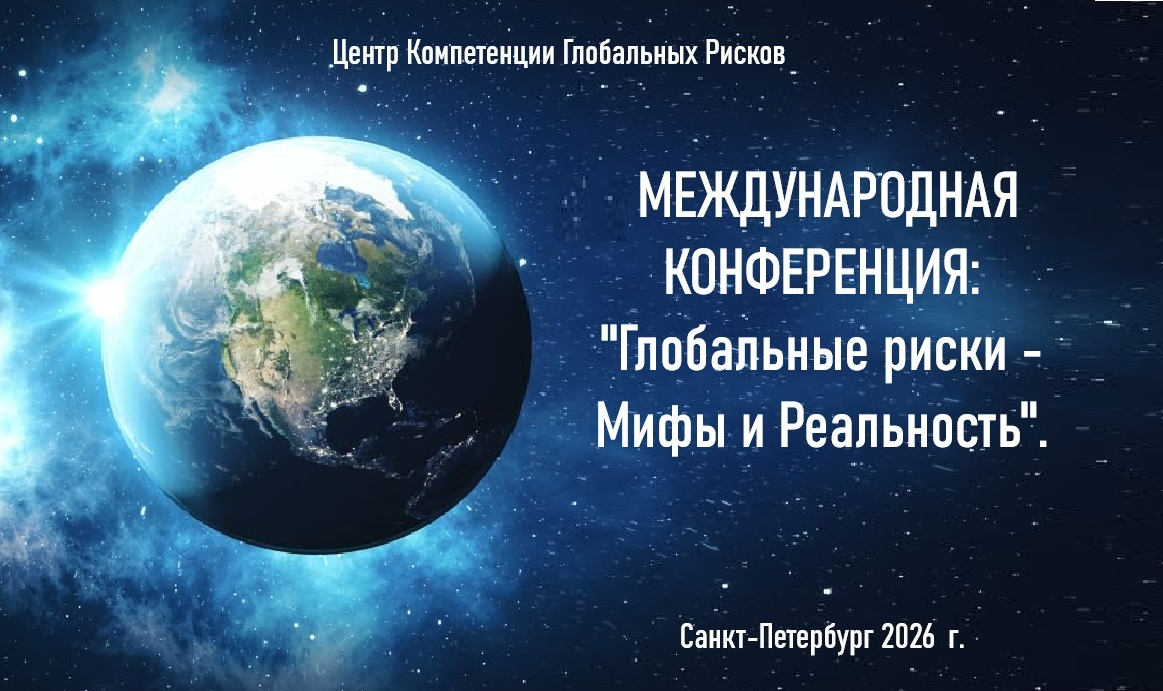 Центр Компетенции Глобальных Рисков
МЕЖДУНАРОДНАЯ
КОНФЕРЕНЦИЯ:
"Глобальные риски -
Мифы и Реальность".
Санкт-Петербург 2026 г.